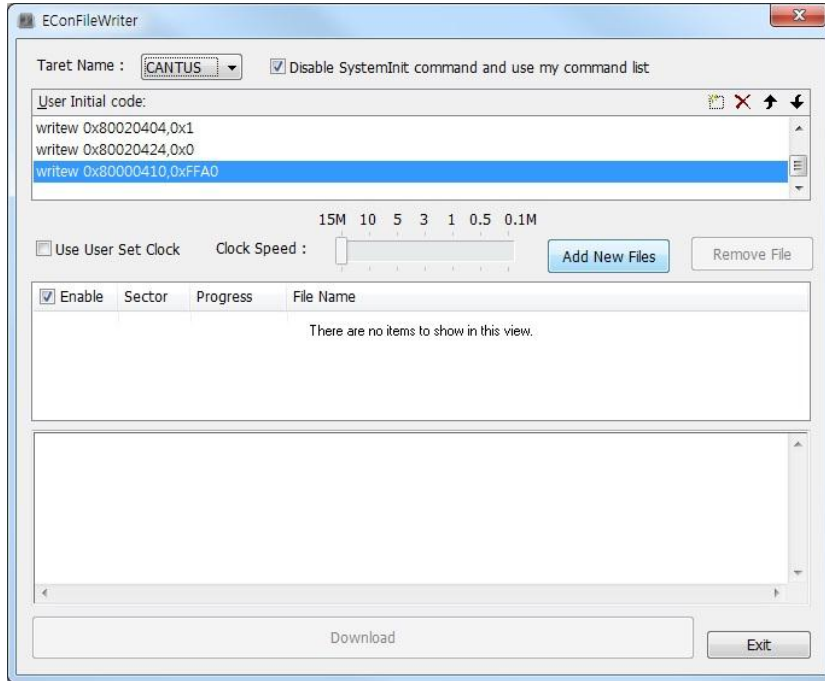 EConFileWriter
Taret Name : CANTUS Disable SystemInit command and use my command list
User Initial code:
writew 0x80020404,0x1
writew 0x80020424,0x0
writew 0x80000410,0xFFA0
15M 10 5 3 1 0.5 0.1M
Use User Set Clock Clock Speed : Add New Files Remove File
Enable Sector Progress File Name
There are no items to show in this view.
Download
Exit